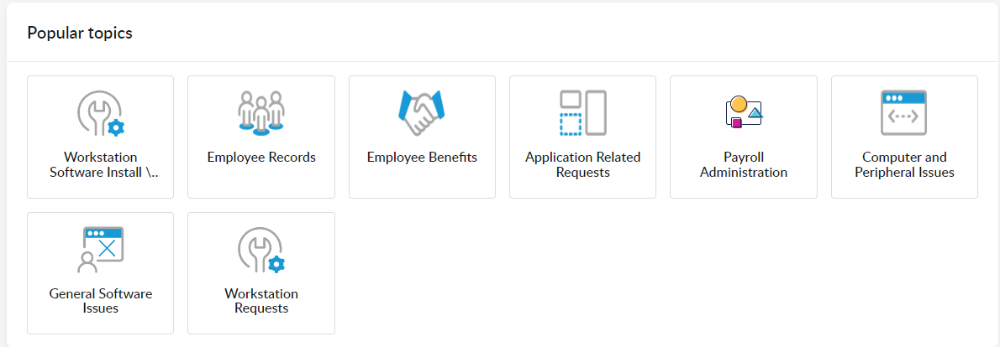 Popular topics
Workstation
Software Install \...
Employee Records
Employee Benefits
Application Related
Requests
Payroll
Administration
Computer and
Peripheral Issues
General Software
Issues
Workstation
Requests